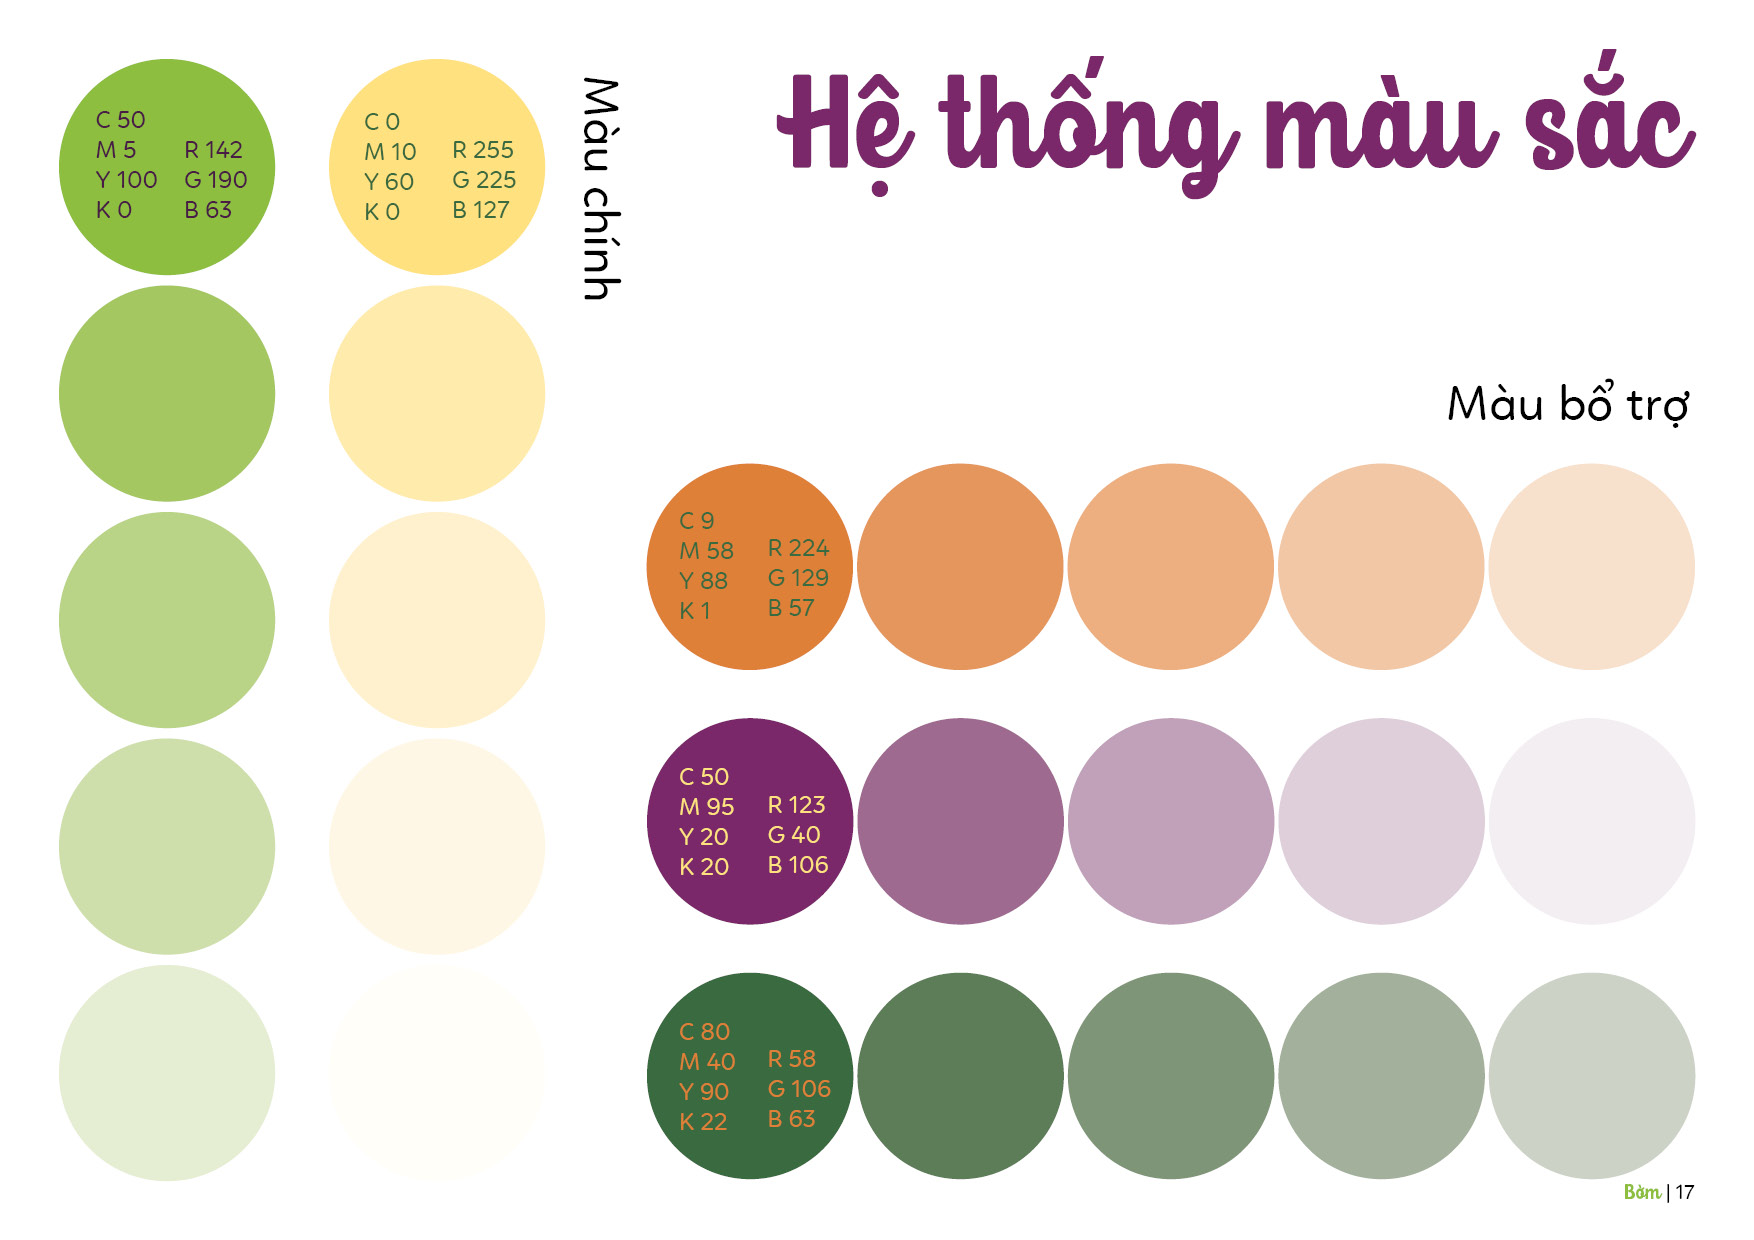 Hệ thống màu sắc
Màu chính
C 50
M 5
Y 100
K 0
R 142
G 190
B 63
C 0
M 10
Y 60
K 0
R 255
G 225
B 127
Màu bổ trợ
C 9
M 58
Y 88
K 1
R 224
G 129
B 57
C 50
M 95
Y 20
K 20
R 123
G 40
B 106
C 80
M 40
Y 90
K 22
R 58
G 106
B 63
Bờm | 17